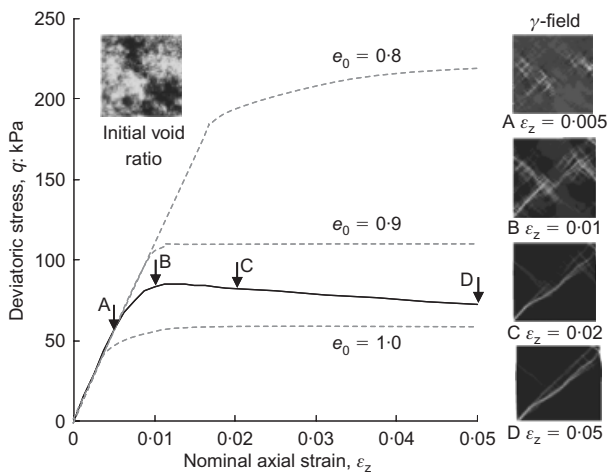 250
200
150
100
50
0
Deviatoric stress, q: kPa
Initial void
ratio
e₀ = 0·8
e₀ = 0·9
e₀ = 1·0
A
B
C
D
0
0·01
0·02
0·03
0·04
0·05
Nominal axial strain, εz
γ-field
A εz = 0·005
B εz = 0·01
C εz = 0·02
D εz = 0·05